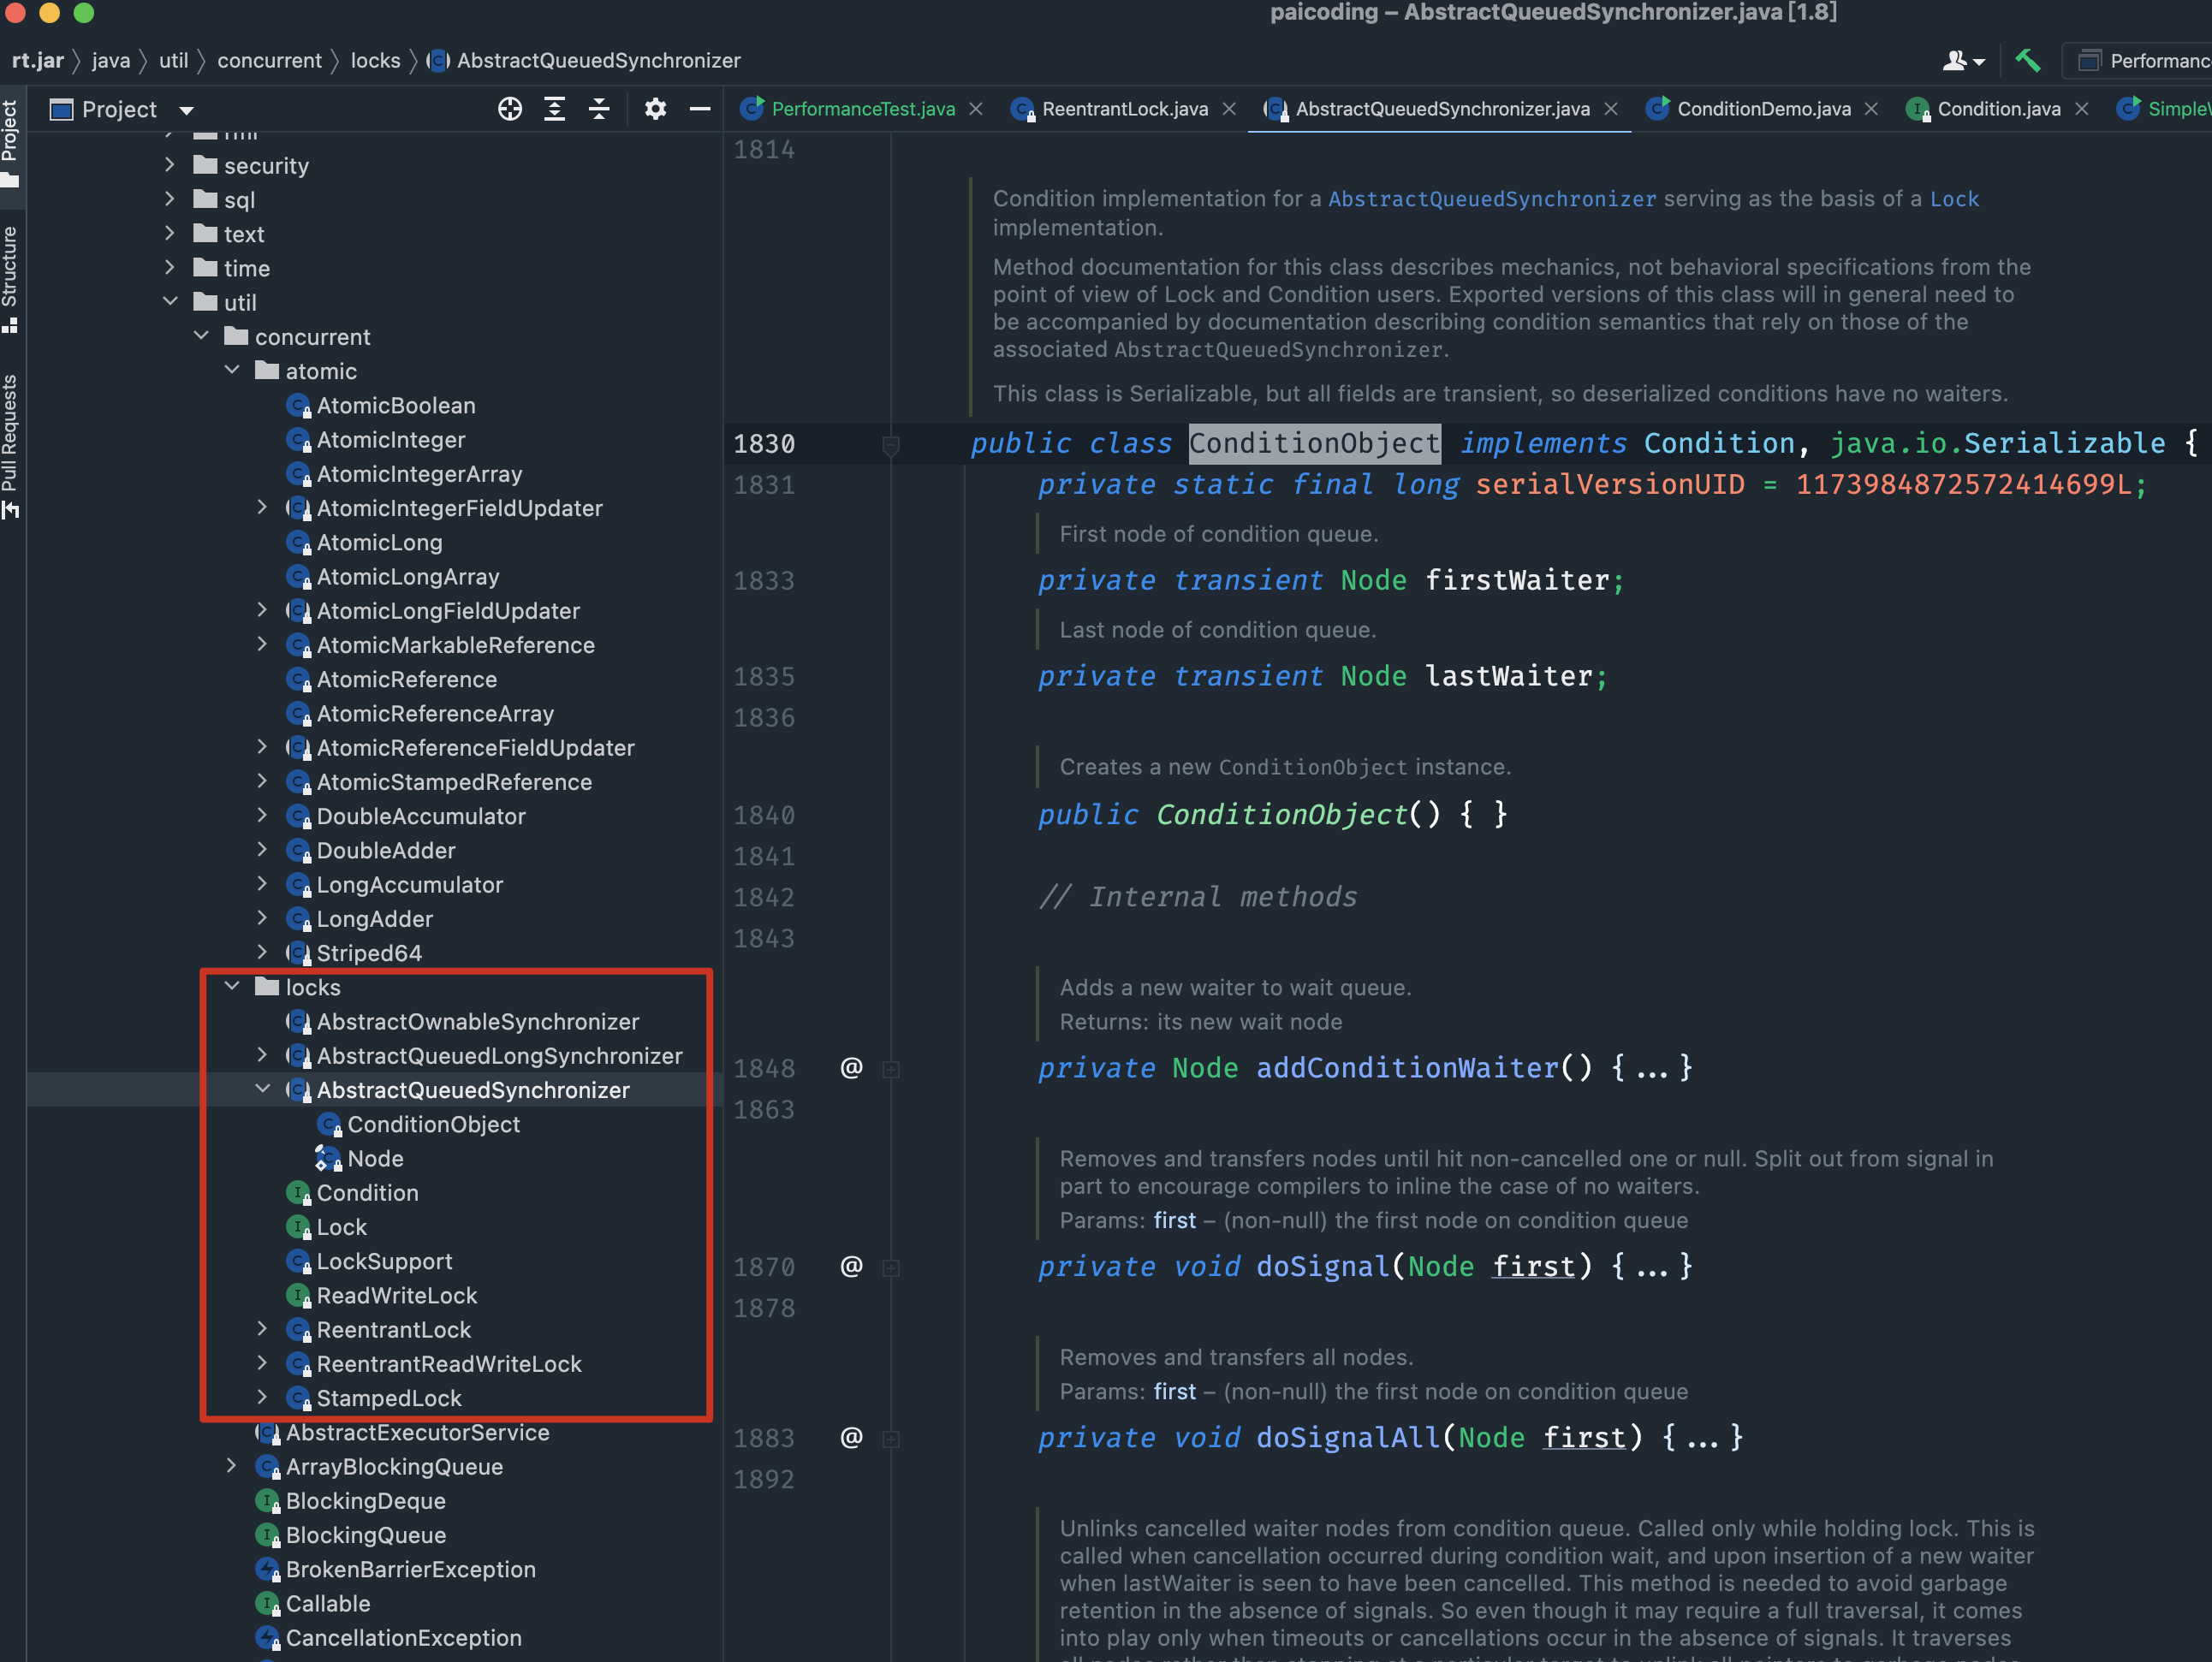 paicoding – AbstractQueuedSynchronizer.java [1.8]
rt.jar › java › util › concurrent › locks › AbstractQueuedSynchronizer
Project
Structure
Pull Requests
Project
security
sql
text
time
util
concurrent
atomic
AtomicBoolean
AtomicInteger
AtomicIntegerArray
AtomicIntegerFieldUpdater
AtomicLong
AtomicLongArray
AtomicLongFieldUpdater
AtomicMarkableReference
AtomicReference
AtomicReferenceArray
AtomicReferenceFieldUpdater
AtomicStampedReference
DoubleAccumulator
DoubleAdder
LongAccumulator
LongAdder
Striped64
locks
AbstractOwnableSynchronizer
AbstractQueuedLongSynchronizer
AbstractQueuedSynchronizer
ConditionObject
Node
Condition
Lock
LockSupport
ReadWriteLock
ReentrantLock
ReentrantReadWriteLock
StampedLock
AbstractExecutorService
ArrayBlockingQueue
BlockingDeque
BlockingQueue
BrokenBarrierException
Callable
CancellationException
PerformanceTest.java ReentrantLock.java AbstractQueuedSynchronizer.java ConditionDemo.java Condition.java
1814
Condition implementation for a AbstractQueuedSynchronizer serving as the basis of a Lock
implementation.
Method documentation for this class describes mechanics, not behavioral specifications from the
point of view of Lock and Condition users. Exported versions of this class will in general need to
be accompanied by documentation describing condition semantics that rely on those of the
associated AbstractQueuedSynchronizer.
This class is Serializable, but all fields are transient, so deserialized conditions have no waiters.
1830 public class ConditionObject implements Condition, java.io.Serializable {
1831 private static final long serialVersionUID = 1173984872572414699L;
First node of condition queue.
1833 private transient Node firstWaiter;
Last node of condition queue.
1835 private transient Node lastWaiter;
1836
Creates a new ConditionObject instance.
1840 public ConditionObject() { }
1841
1842 // Internal methods
1843
Adds a new waiter to wait queue.
Returns: its new wait node
1848 @ private Node addConditionWaiter() {...}
1863
Removes and transfers nodes until hit non-cancelled one or null. Split out from signal in
part to encourage compilers to inline the case of no waiters.
Params: first – (non-null) the first node on condition queue
1870 @ private void doSignal(Node first) {...}
1878
Removes and transfers all nodes.
Params: first – (non-null) the first node on condition queue
1883 @ private void doSignalAll(Node first) {...}
1892
Unlinks cancelled waiter nodes from condition queue. Called only while holding lock. This is
called when cancellation occurred during condition wait, and upon insertion of a new waiter
when lastWaiter is seen to have been cancelled. This method is needed to avoid garbage
retention in the absence of signals. So even though it may require a full traversal, it comes
into play only when timeouts or cancellations occur in the absence of signals. It traverses